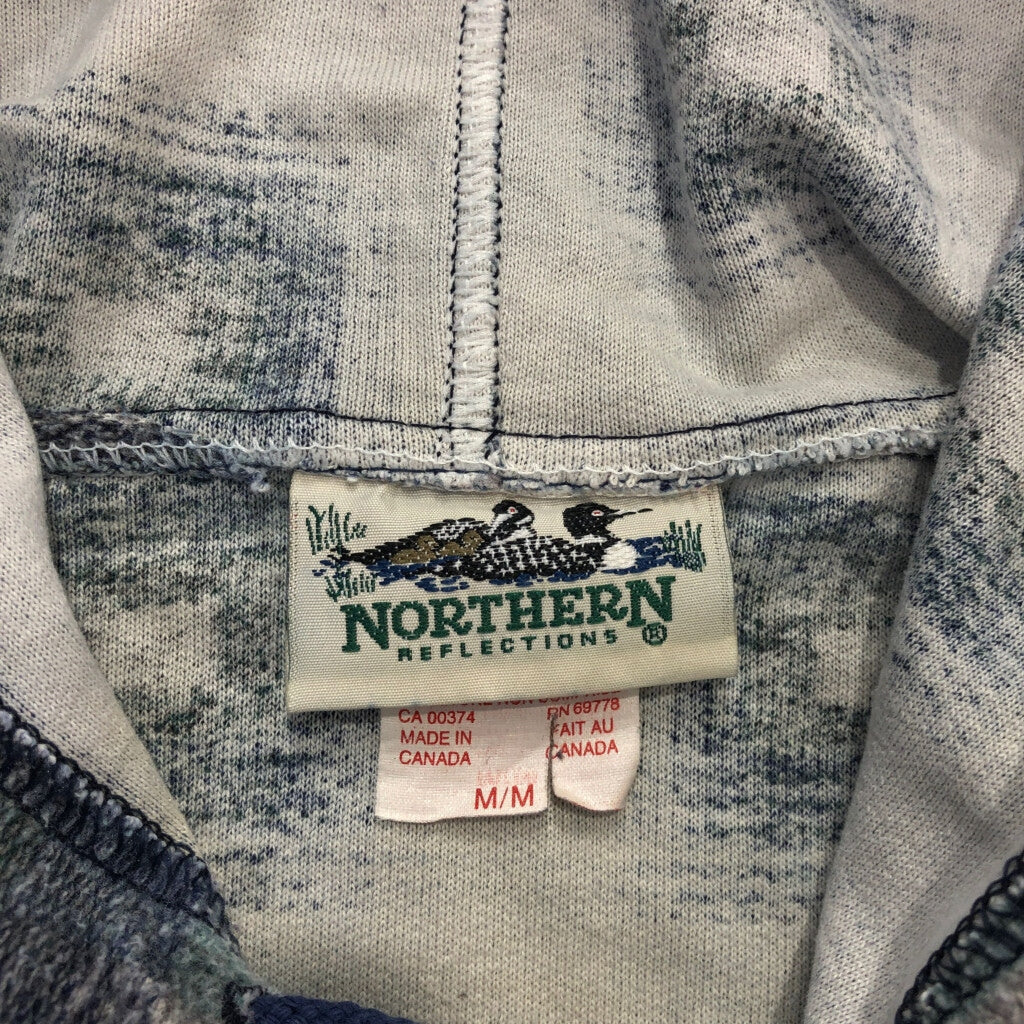 NORTHERN
REFLECTIONS ®
CA 00374
MADE IN
CANADA
M/M
RN 69778
FAIT AU
CANADA